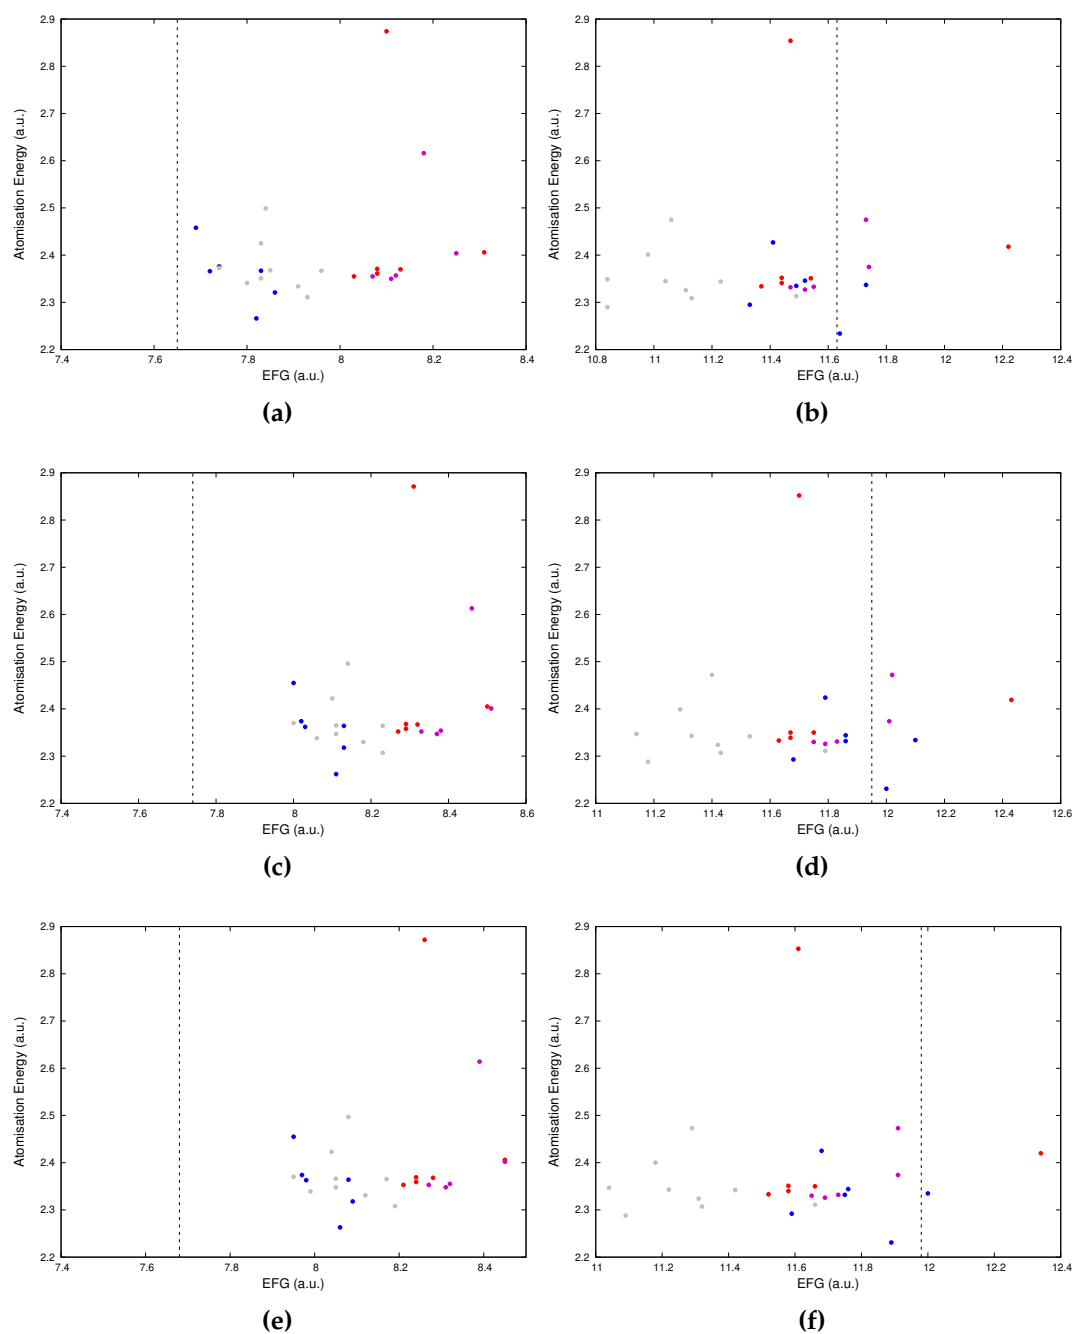 2.9
2.8
2.7
2.6
2.5
2.4
2.3
2.2
Atomisation Energy (a.u.)
7.4 7.6 7.8 8 8.2 8.4
EFG (a.u.)
(a)
2.9
2.8
2.7
2.6
2.5
2.4
2.3
2.2
Atomisation Energy (a.u.)
10.8 11 11.2 11.4 11.6 11.8 12 12.2 12.4
EFG (a.u.)
(b)
2.9
2.8
2.7
2.6
2.5
2.4
2.3
2.2
Atomisation Energy (a.u.)
7.4 7.6 7.8 8 8.2 8.4 8.6
EFG (a.u.)
(c)
2.9
2.8
2.7
2.6
2.5
2.4
2.3
2.2
Atomisation Energy (a.u.)
11 11.2 11.4 11.6 11.8 12 12.2 12.4 12.6
EFG (a.u.)
(d)
2.9
2.8
2.7
2.6
2.5
2.4
2.3
2.2
Atomisation Energy (a.u.)
7.4 7.6 7.8 8 8.2 8.4
EFG (a.u.)
(e)
2.9
2.8
2.7
2.6
2.5
2.4
2.3
2.2
Atomisation Energy (a.u.)
11 11.2 11.4 11.6 11.8 12 12.2 12.4
EFG (a.u.)
(f)